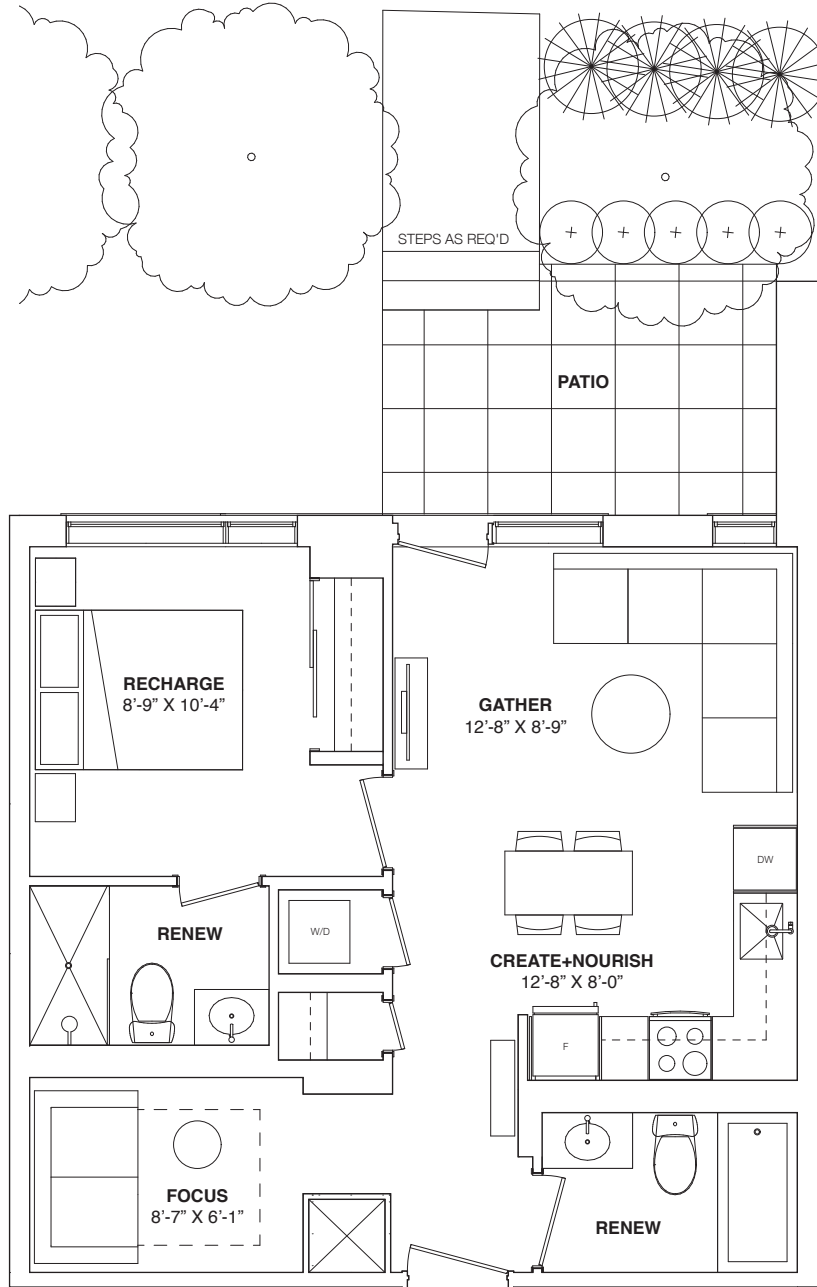 STEPS AS REQ'D
PATIO
RECHARGE
8'-9” X 10'-4”
GATHER
12'-8” X 8'-9”
DW
RENEW
W/D
CREATE+NOURISH
12'-8” X 8'-0”
F
FOCUS
8'-7” X 6'-1”
RENEW